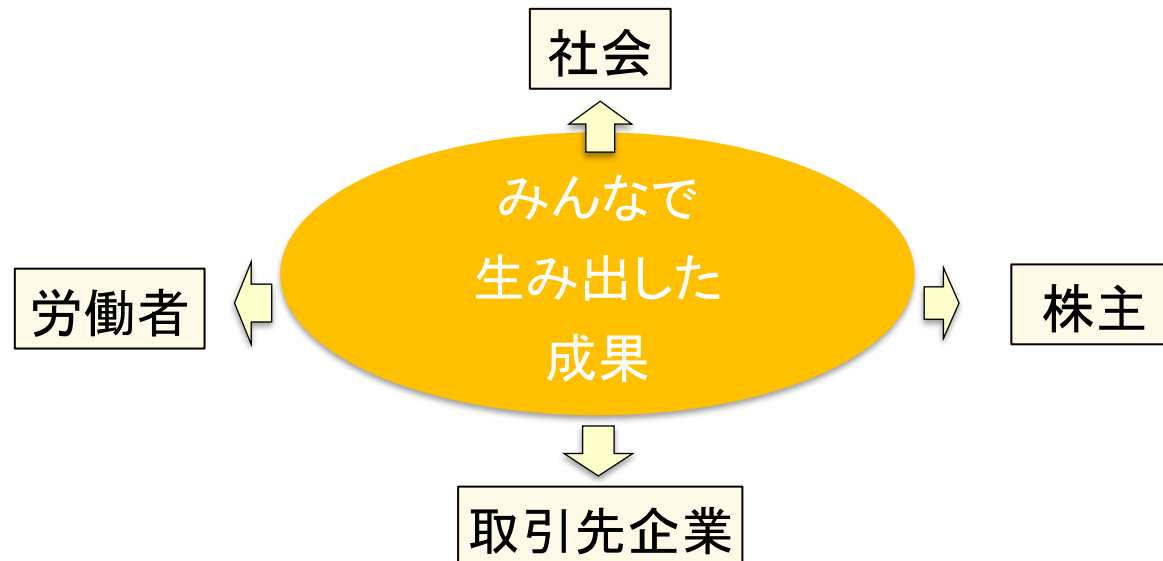 社会
みんなで
生み出した
成果
労働者
株主
取引先企業